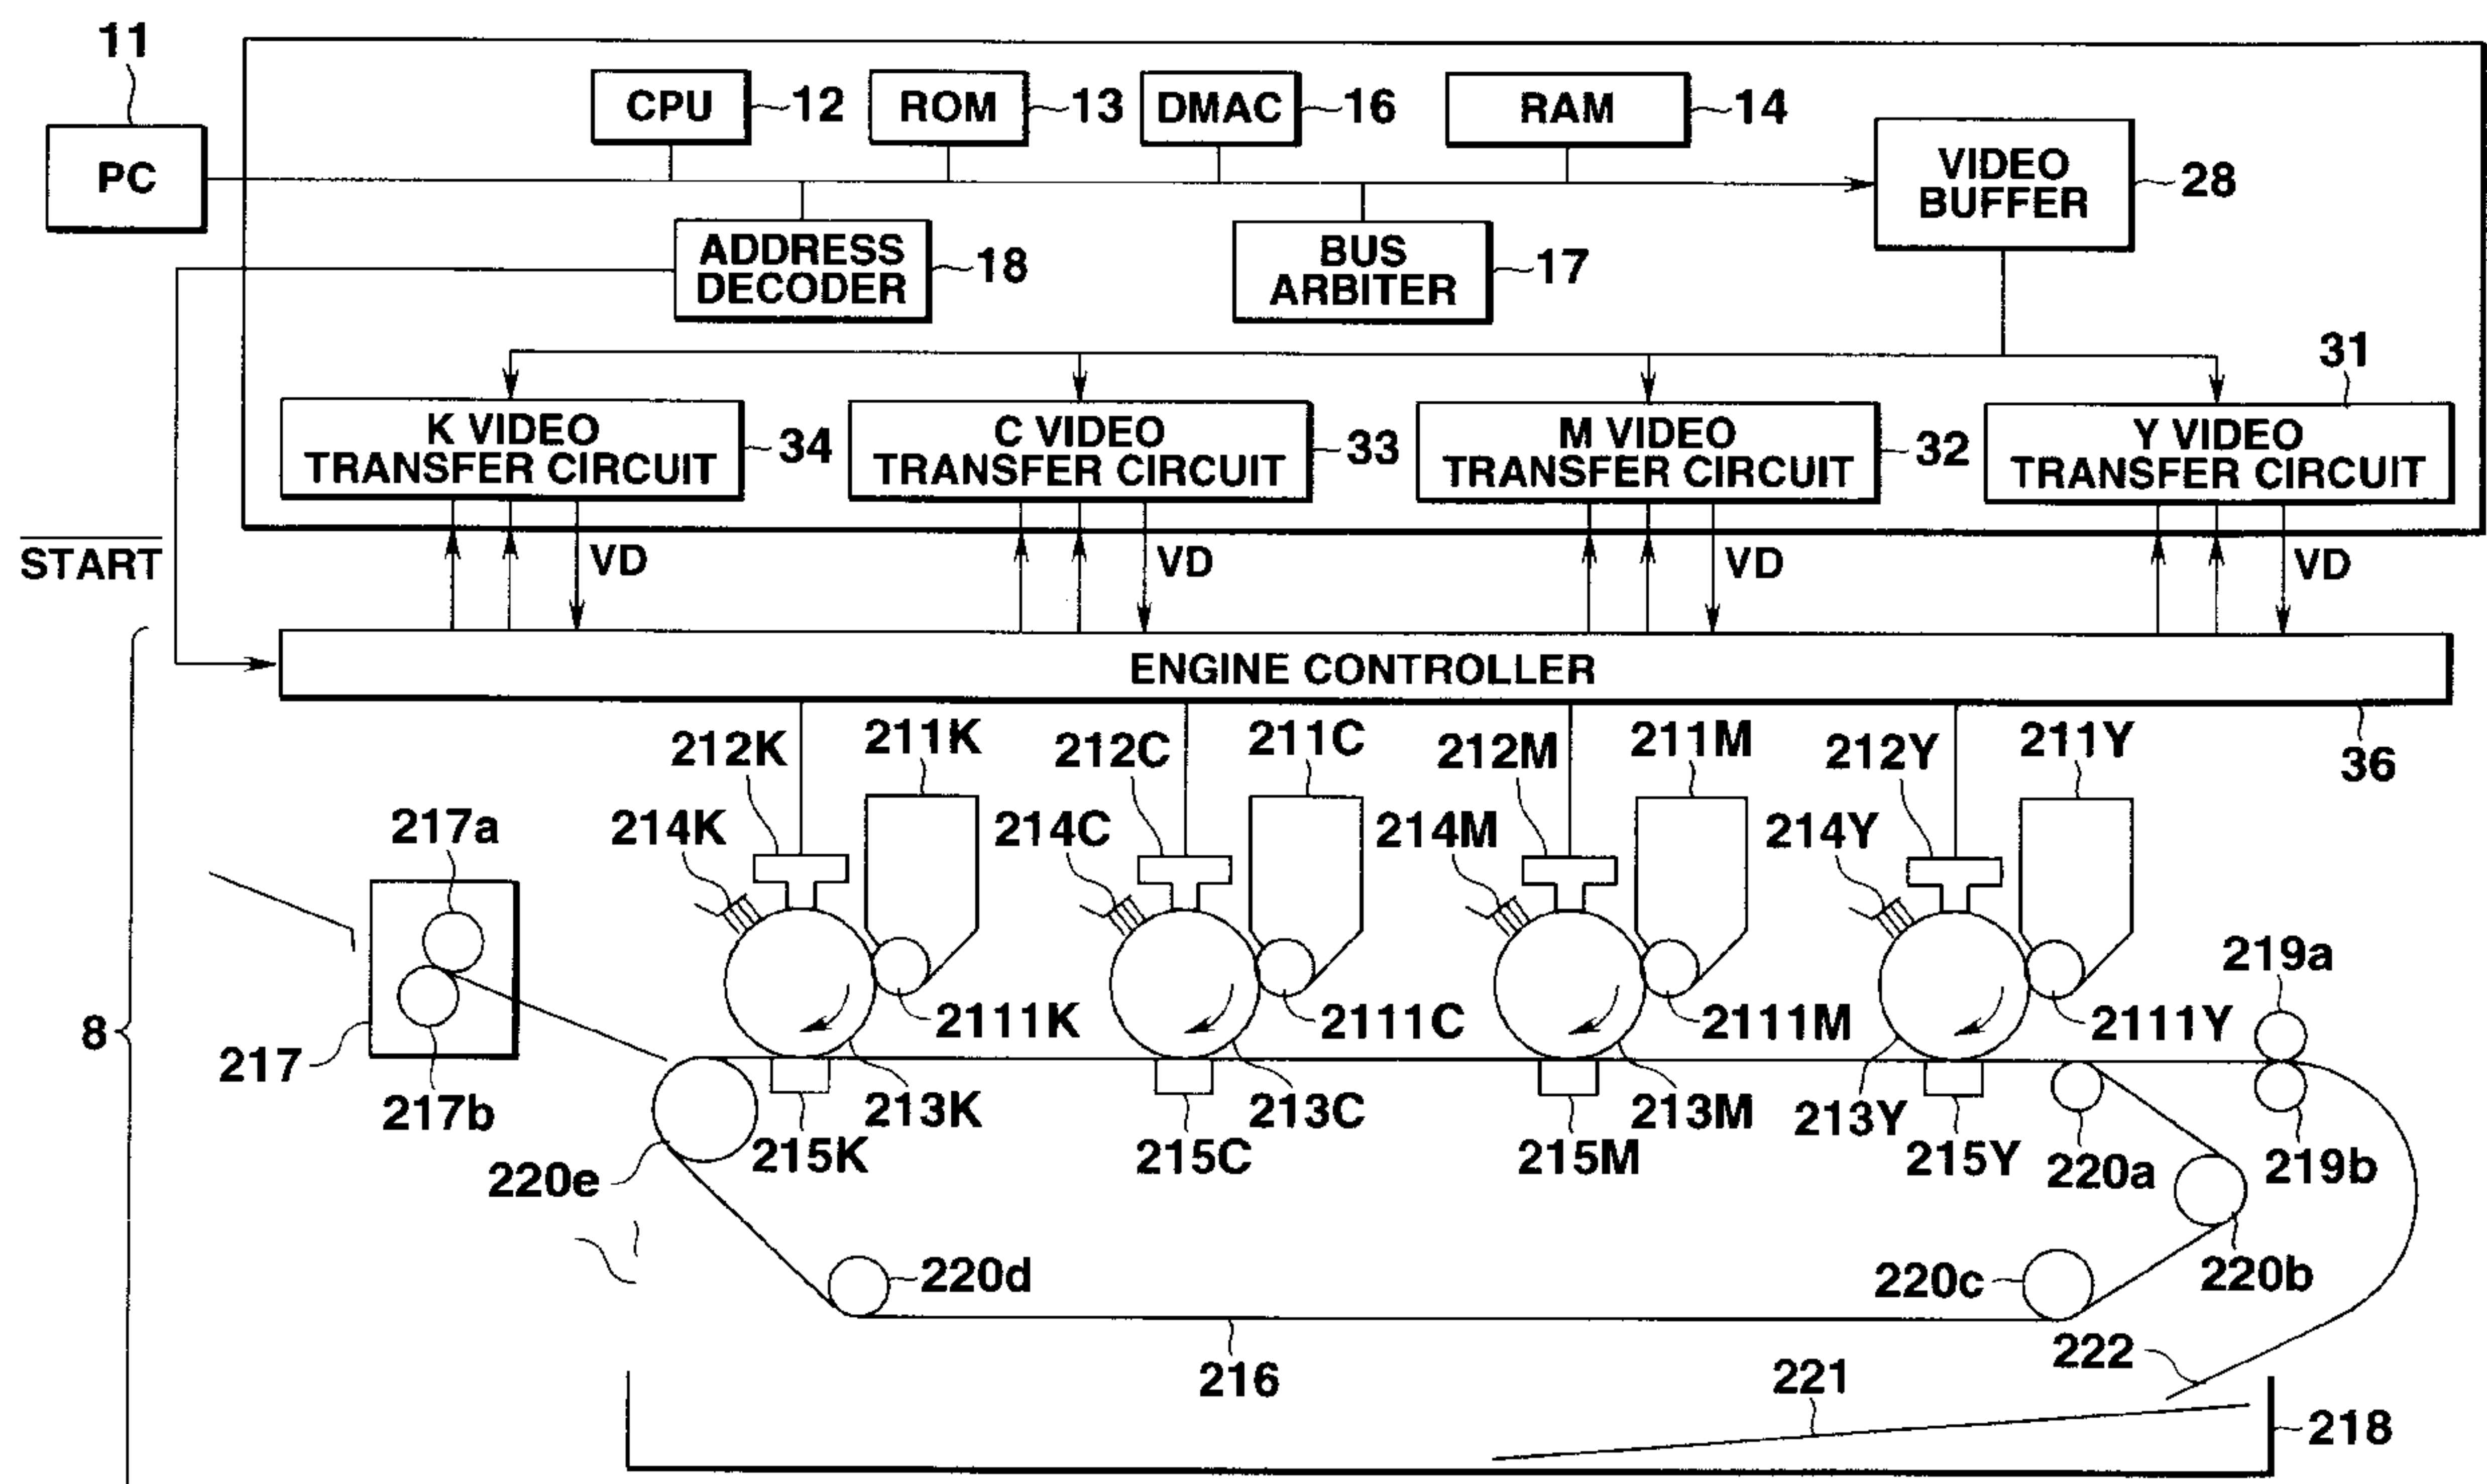 11
CPU
12
ROM
13
DMAC
16
RAM
14
PC
VIDEO
BUFFER
28
ADDRESS
DECODER
18
BUS
ARBITER
17
31
K VIDEO
TRANSFER CIRCUIT
34
C VIDEO
TRANSFER CIRCUIT
33
M VIDEO
TRANSFER CIRCUIT
32
Y VIDEO
TRANSFER CIRCUIT
START
VD
VD
VD
VD
ENGINE CONTROLLER
36
212K
211K
212C
211C
212M
211M
212Y
211Y
217a
214K
214C
214M
214Y
219a
2111K
2111C
2111M
2111Y
8
217
217b
213K
213C
213M
213Y
215K
215C
215M
215Y
220a
219b
220e
220d
220c
220b
216
222
221
218